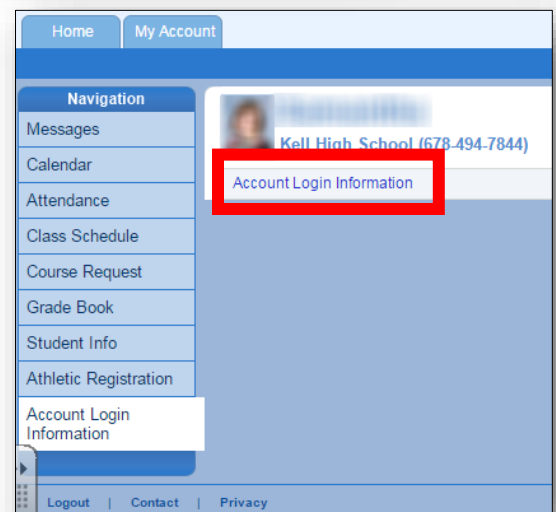 Home My Account
Navigation
Messages
Kell High School (678-494-7844)
Calendar
Account Login Information
Attendance
Class Schedule
Course Request
Grade Book
Student Info
Athletic Registration
Account Login
Information
Logout | Contact | Privacy